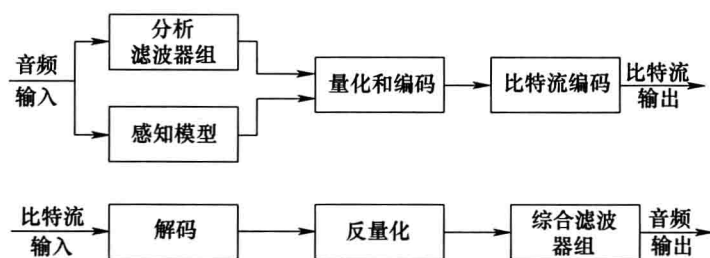 音频
输入
分析
滤波器组
感知模型
量化和编码
比特流编码
比特流
输出
比特流
输入
解码
反量化
综合滤波
器组
音频
输出